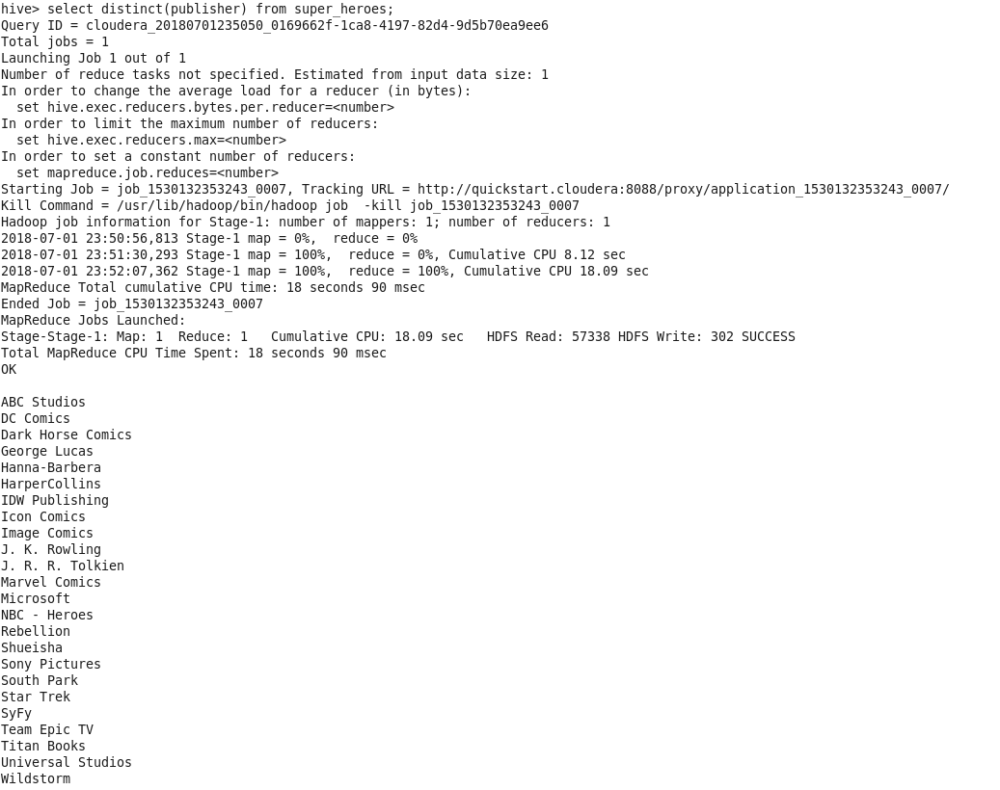 hive> select distinct(publisher) from super_heroes;
Query ID = cloudera_20180701235050_0169662f-1ca8-4197-82d4-9d5b70ea9ee6
Total jobs = 1
Launching Job 1 out of 1
Number of reduce tasks not specified. Estimated from input data size: 1
In order to change the average load for a reducer (in bytes):
  set hive.exec.reducers.bytes.per.reducer=<number>
In order to limit the maximum number of reducers:
  set hive.exec.reducers.max=<number>
In order to set a constant number of reducers:
  set mapreduce.job.reduces=<number>
Starting Job = job_1530132353243_0007, Tracking URL = http://quickstart.cloudera:8088/proxy/application_1530132353243_0007/
Kill Command = /usr/lib/hadoop/bin/hadoop job  -kill job_1530132353243_0007
Hadoop job information for Stage-1: number of mappers: 1; number of reducers: 1
2018-07-01 23:50:56,813 Stage-1 map = 0%,  reduce = 0%
2018-07-01 23:51:30,293 Stage-1 map = 100%,  reduce = 0%, Cumulative CPU 8.12 sec
2018-07-01 23:52:07,362 Stage-1 map = 100%,  reduce = 100%, Cumulative CPU 18.09 sec
MapReduce Total cumulative CPU time: 18 seconds 90 msec
Ended Job = job_1530132353243_0007
MapReduce Jobs Launched:
Stage-Stage-1: Map: 1  Reduce: 1   Cumulative CPU: 18.09 sec   HDFS Read: 57338 HDFS Write: 302 SUCCESS
Total MapReduce CPU Time Spent: 18 seconds 90 msec
OK

ABC Studios
DC Comics
Dark Horse Comics
George Lucas
Hanna-Barbera
HarperCollins
IDW Publishing
Icon Comics
Image Comics
J. K. Rowling
J. R. R. Tolkien
Marvel Comics
Microsoft
NBC - Heroes
Rebellion
Shueisha
Sony Pictures
South Park
Star Trek
SyFy
Team Epic TV
Titan Books
Universal Studios
Wildstorm